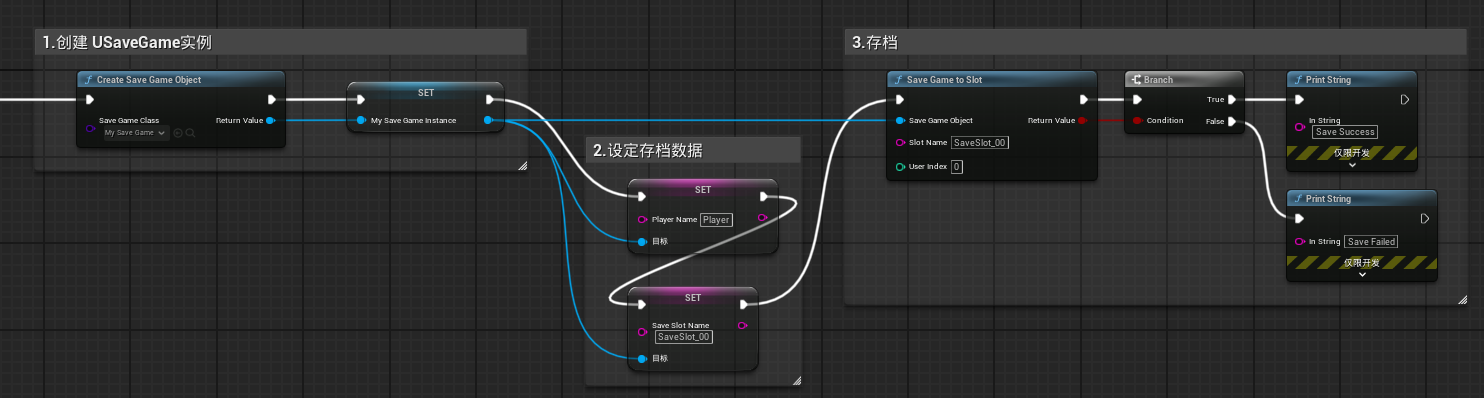 1.创建 USaveGame实例
Create Save Game Object
Save Game Class
My Save Game
Return Value
SET
My Save Game Instance
2.设定存档数据
SET
Player Name Player
目标
SET
Save Slot Name
SaveSlot_00
目标
3.存档
Save Game to Slot
Save Game Object
Return Value
Slot Name SaveSlot_00
User Index 0
Branch
True
Condition
False
Print String
In String
Save Success
仅限开发
Print String
In String Save Failed
仅限开发